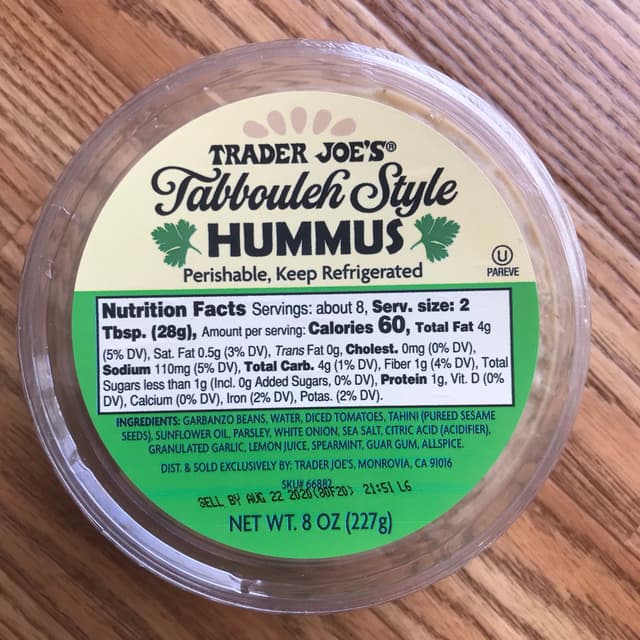 TRADER JOE'S®
Tabbouleh Style
HUMMUS
Perishable, Keep Refrigerated
U
PAREVE
Nutrition Facts Servings: about 8, Serv. size: 2
Tbsp. (28g), Amount per serving: Calories 60, Total Fat 4g
(5% DV), Sat. Fat 0.5g (3% DV), Trans Fat 0g, Cholest. 0mg (0% DV),
Sodium 110mg (5% DV), Total Carb. 4g (1% DV), Fiber 1g (4% DV), Total
Sugars less than 1g (Incl. 0g Added Sugars, 0% DV), Protein 1g, Vit. D (0%
DV), Calcium (0% DV), Iron (2% DV), Potas. (2% DV).
INGREDIENTS: GARBANZO BEANS, WATER, DICED TOMATOES, TAHINI (PUREED SESAME
SEEDS), SUNFLOWER OIL, PARSLEY, WHITE ONION, SEA SALT, CITRIC ACID (ACIDIFIER),
GRANULATED GARLIC, LEMON JUICE, SPEARMINT, GUAR GUM, ALLSPICE.
DIST. & SOLD EXCLUSIVELY BY: TRADER JOE'S, MONROVIA, CA 91016
SKU# 66882
SELL BY AUG 22 2020(80F20) 21:51 L6
NET WT. 8 OZ (227g)